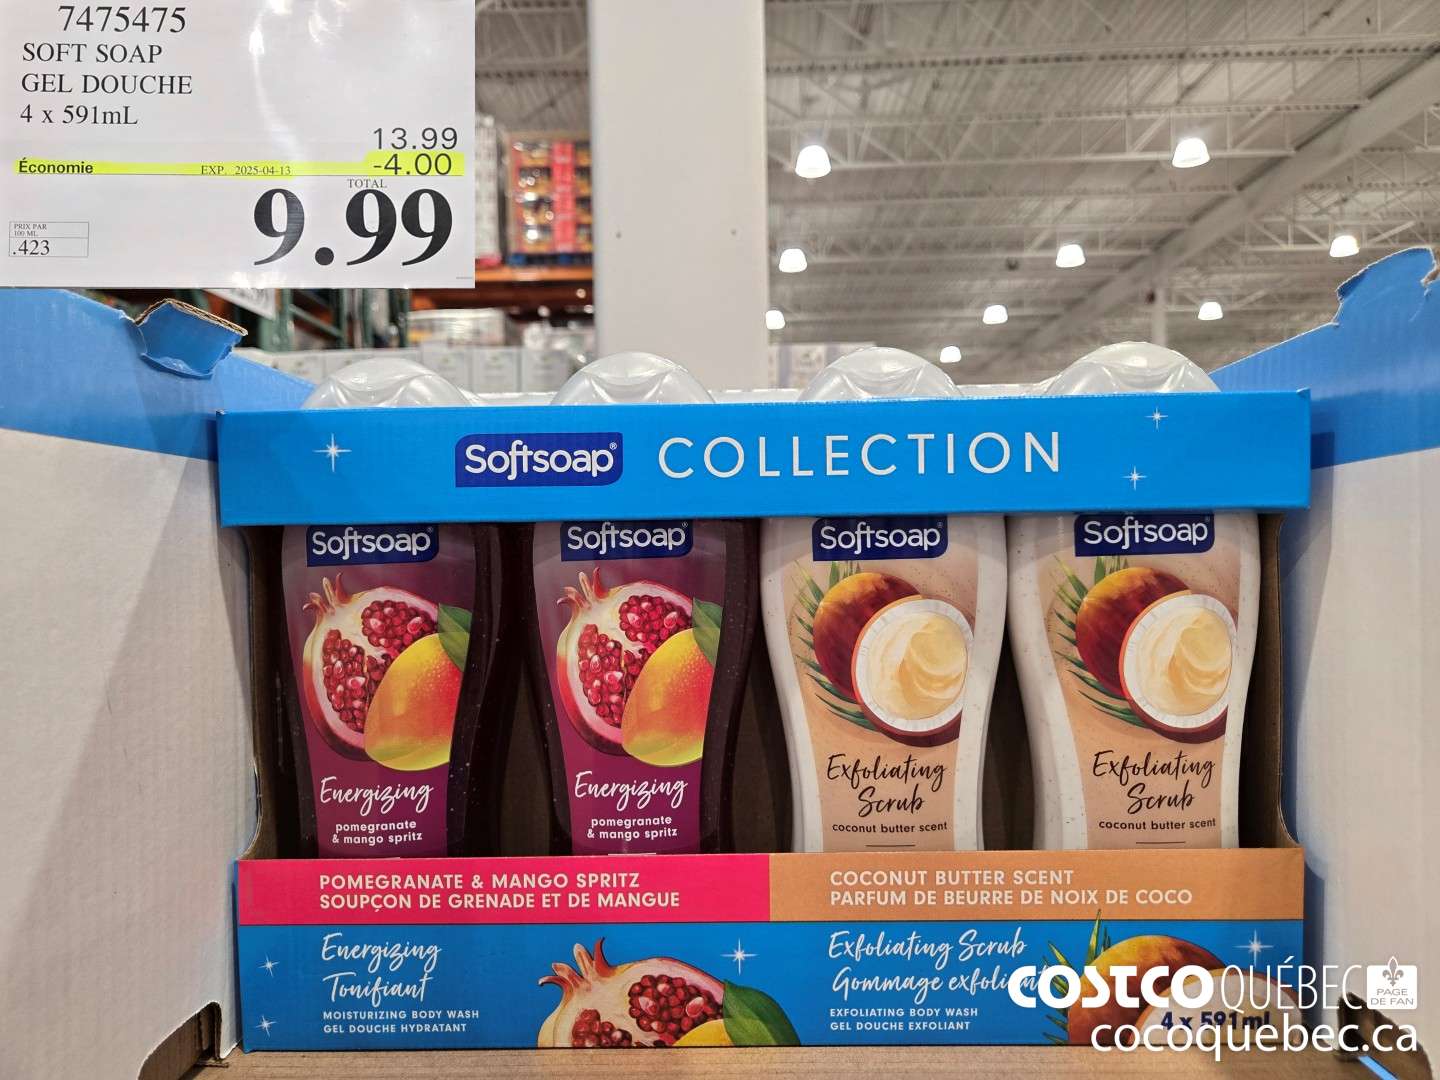 7475475
SOFT SOAP
GEL DOUCHE
4 x 591mL
13.99
Économie EXP. 2025-04-13 -4.00
TOTAL
9.99
PRIX PAR
100 ML
.423
Softsoap® COLLECTION
Softsoap® Softsoap® Softsoap® Softsoap®
Energizing
pomegranate
& mango spritz
Energizing
pomegranate
& mango spritz
Exfoliating
Scrub
coconut butter scent
Exfoliating
Scrub
coconut butter scent
POMEGRANATE & MANGO SPRITZ
SOUPÇON DE GRENADE ET DE MANGUE
COCONUT BUTTER SCENT
PARFUM DE BEURRE DE NOIX DE COCO
Energizing
Tonifiant
MOISTURIZING BODY WASH
GEL DOUCHE HYDRATANT
Exfoliating Scrub
Gommage exfoliant
EXFOLIATING BODY WASH
GEL DOUCHE EXFOLIANT
4 x 591mL
COSTCO QUÉBEC
PAGE
DE FAN
cocoquebec.ca